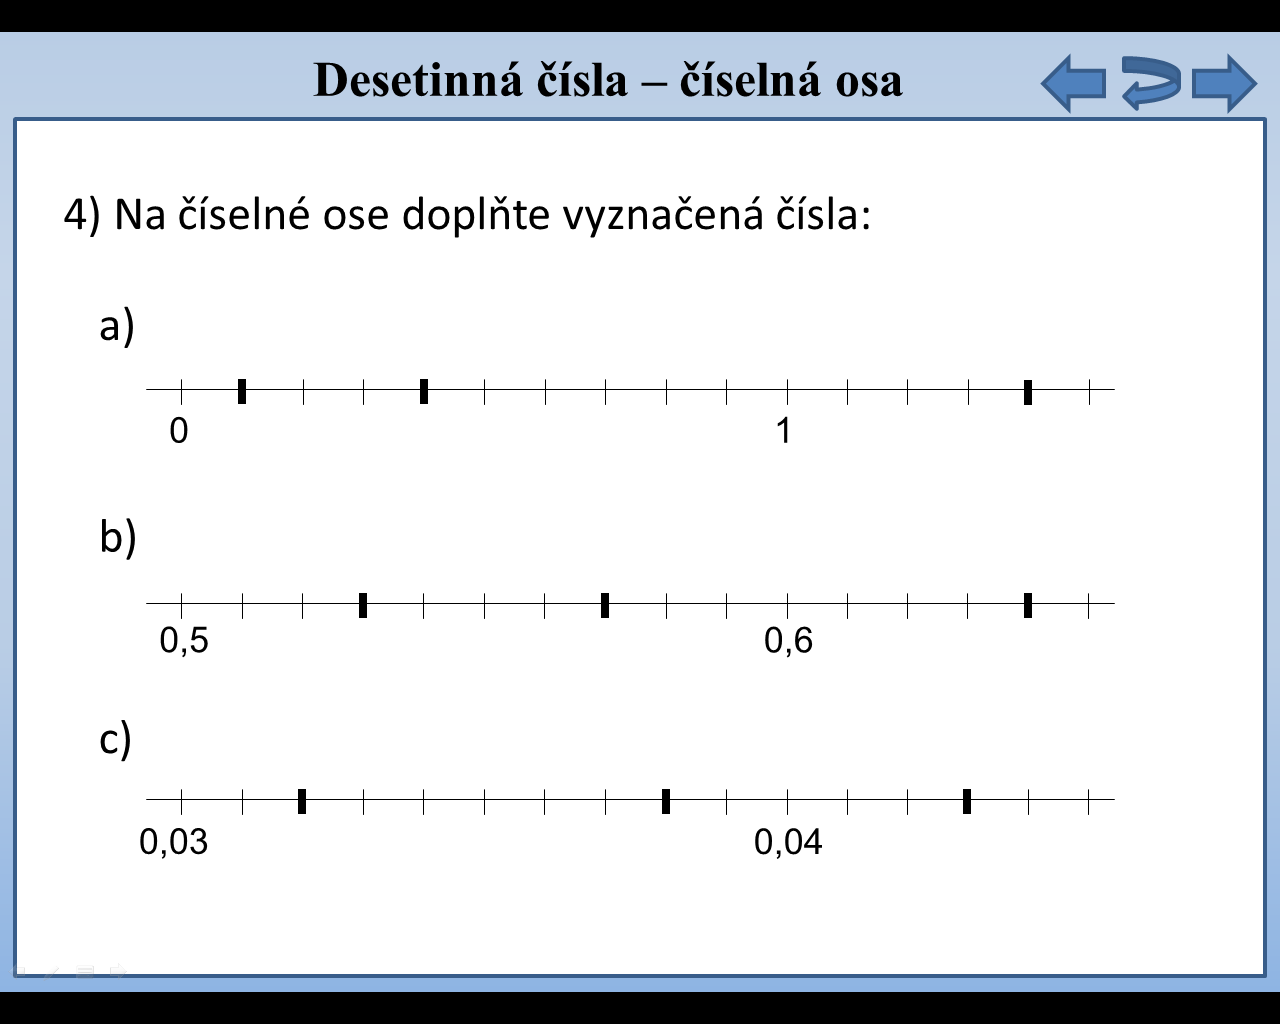 Desetinná čísla – číselná osa
4) Na číselné ose doplňte vyznačená čísla:
a)
0 1
b)
0,5 0,6
c)
0,03 0,04